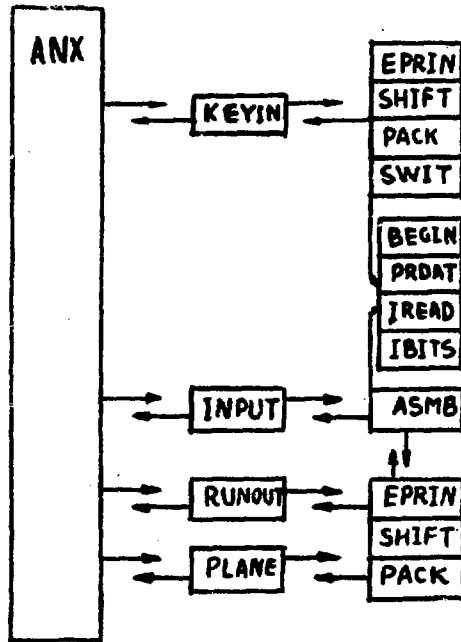 ANX
KEYIN
EPRIN
SHIFT
PACK
SWIT
BEGIN
PRDAT
IREAD
IBITS
INPUT
ASMB
RUNOUT
EPRIN
SHIFT
PLANE
PACK